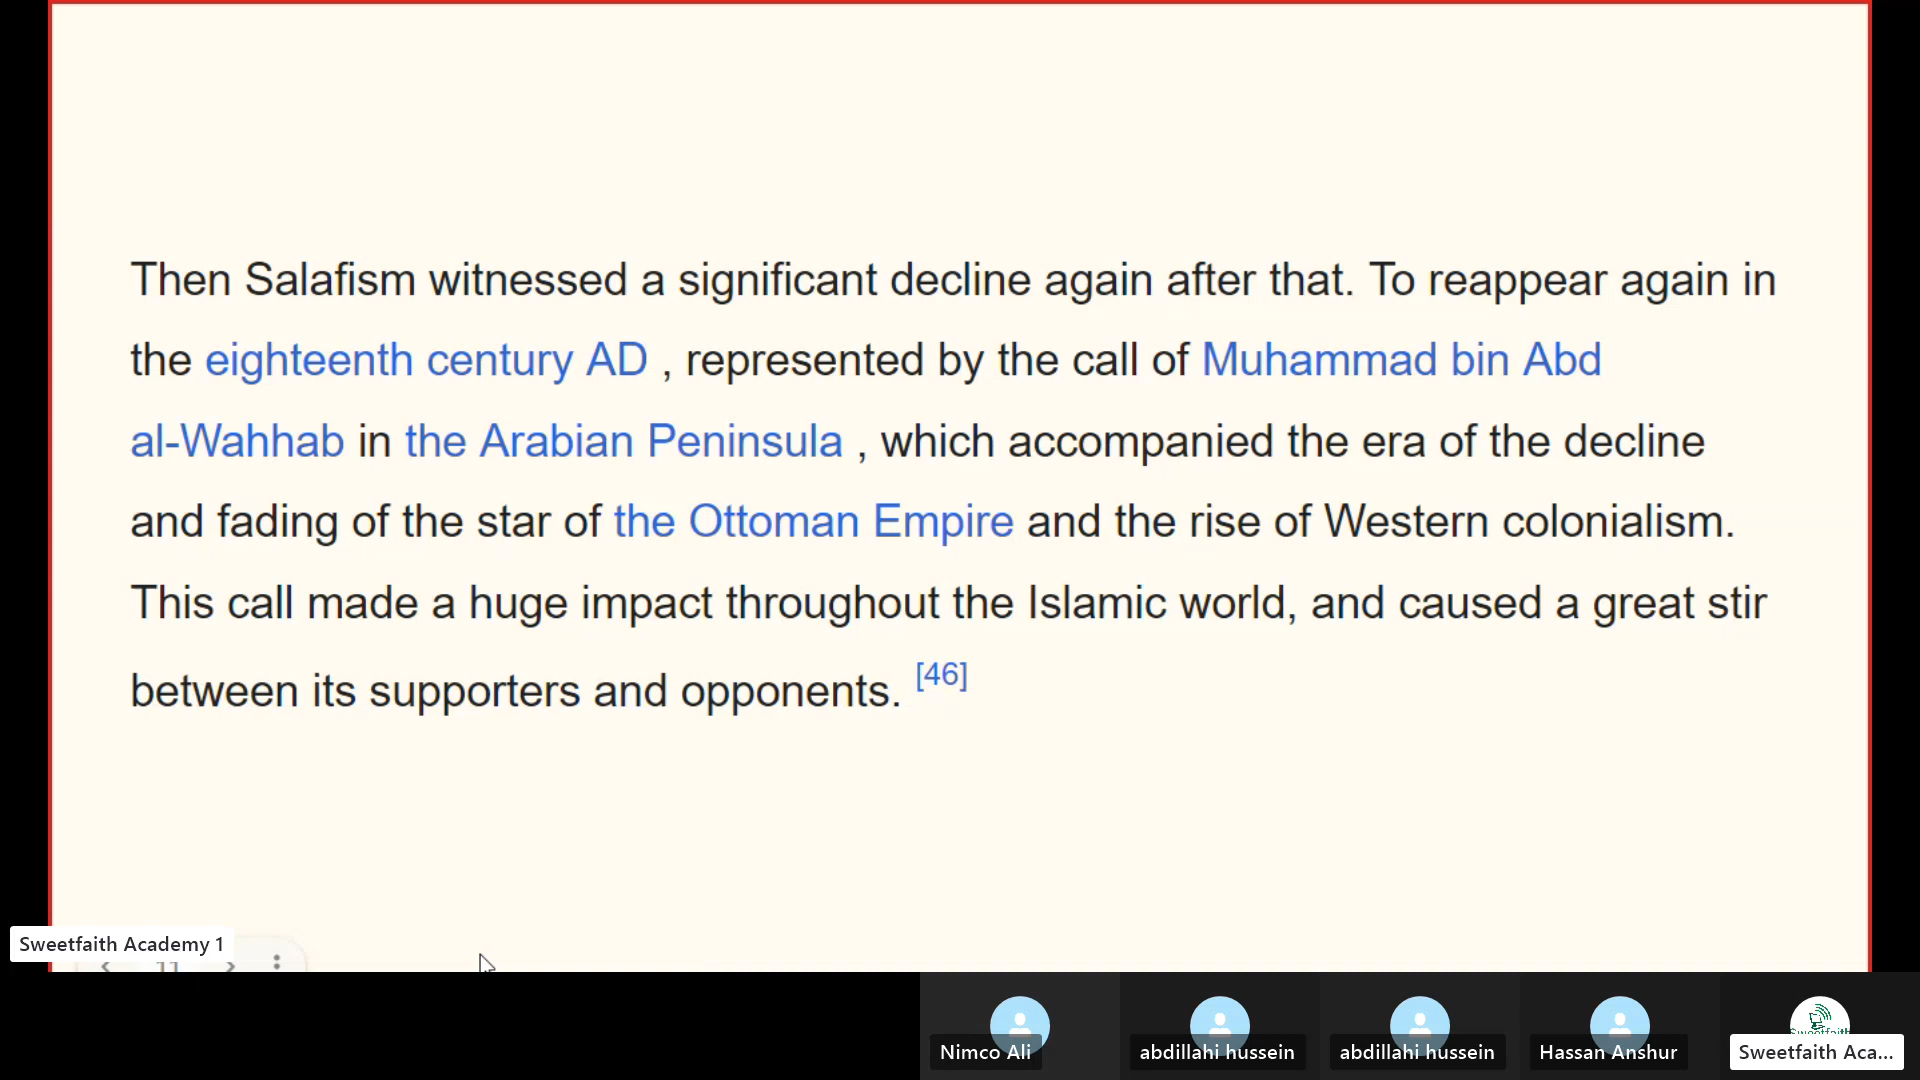 Then Salafism witnessed a significant decline again after that. To reappear again in
the eighteenth century AD , represented by the call of Muhammad bin Abd
al-Wahhab in the Arabian Peninsula , which accompanied the era of the decline
and fading of the star of the Ottoman Empire and the rise of Western colonialism.
This call made a huge impact throughout the Islamic world, and caused a great stir
between its supporters and opponents. [46]
Sweetfaith Academy 1
11
Nimco Ali
abdillahi hussein
abdillahi hussein
Hassan Anshur
Sweetfaith
Sweetfaith Aca...